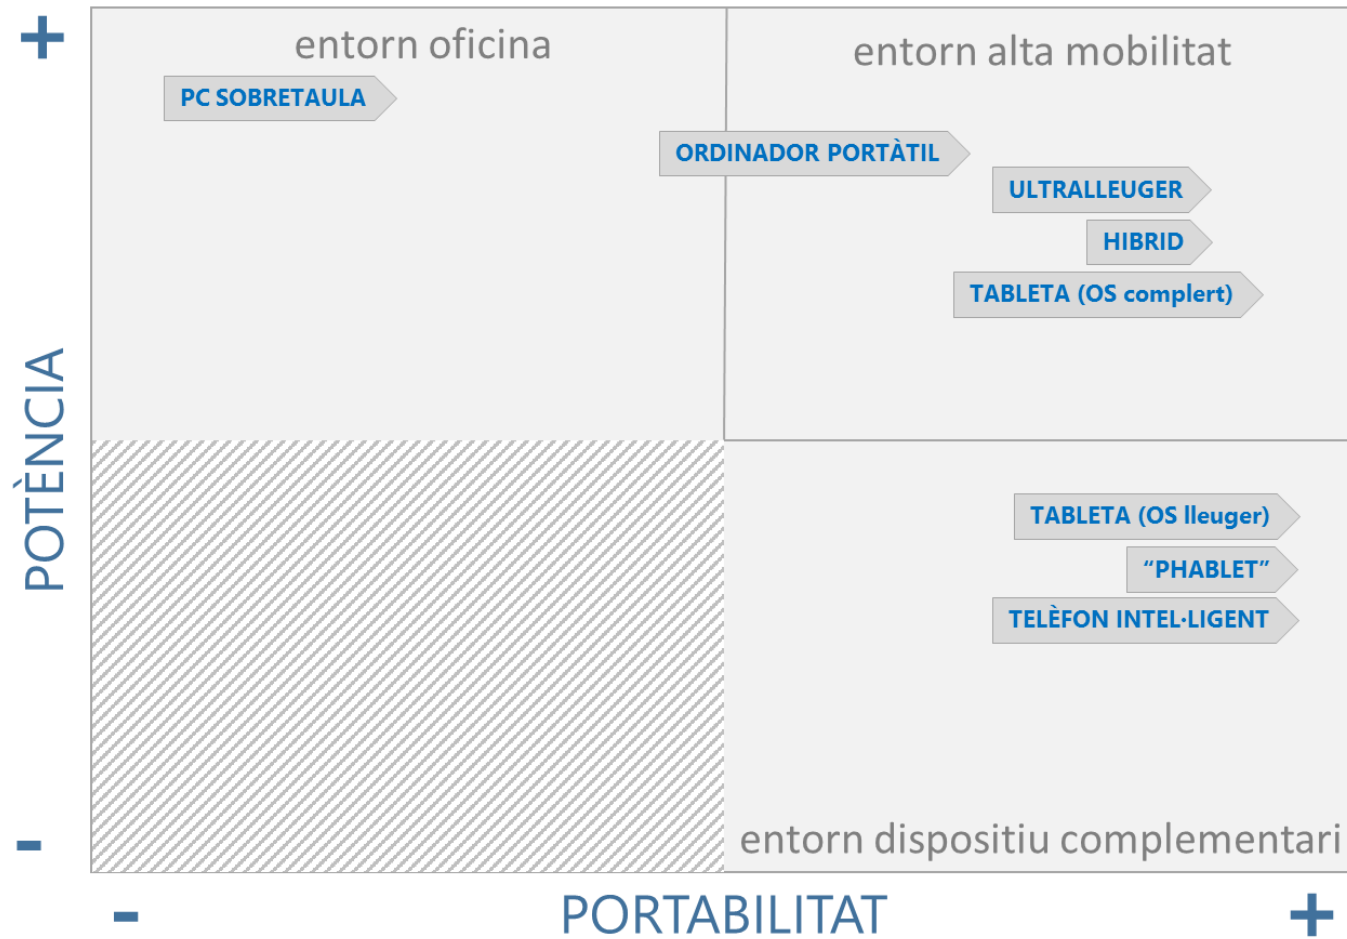 +
entorn oficina
entorn alta mobilitat
PC SOBRETAULA
ORDINADOR PORTÀTIL
ULTRALLEUGER
HIBRID
TABLETA (OS complert)
POTÈNCIA
TABLETA (OS lleuger)
“PHABLET”
TELÈFON INTEL·LIGENT
entorn dispositiu complementari
-
-
PORTABILITAT
+